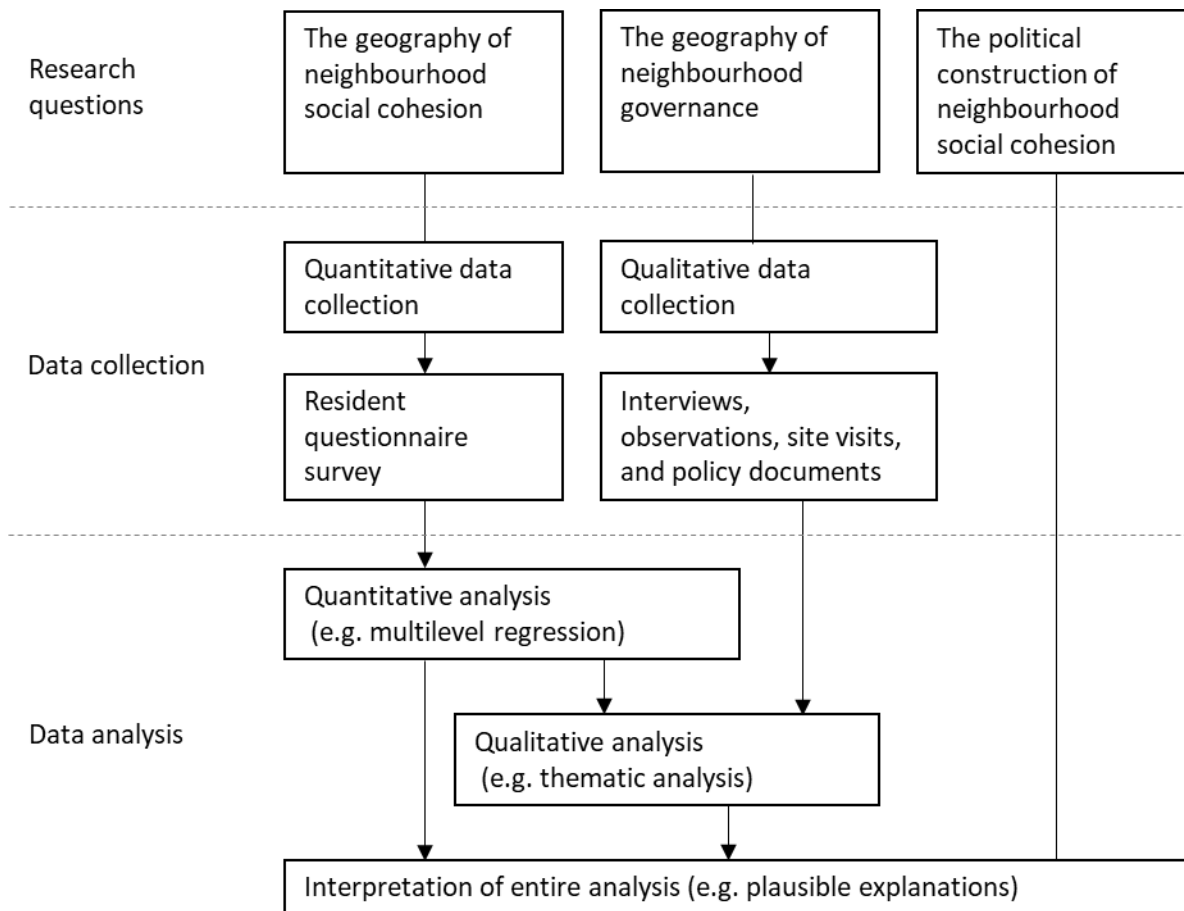 Research
questions
The geography of
neighbourhood
social cohesion
The geography of
neighbourhood
governance
The political
construction of
neighbourhood
social cohesion
Data collection
Quantitative data
collection
Qualitative data
collection
Resident
questionnaire
survey
Interviews,
observations, site visits,
and policy documents
Data analysis
Quantitative analysis
(e.g. multilevel regression)
Qualitative analysis
(e.g. thematic analysis)
Interpretation of entire analysis (e.g. plausible explanations)